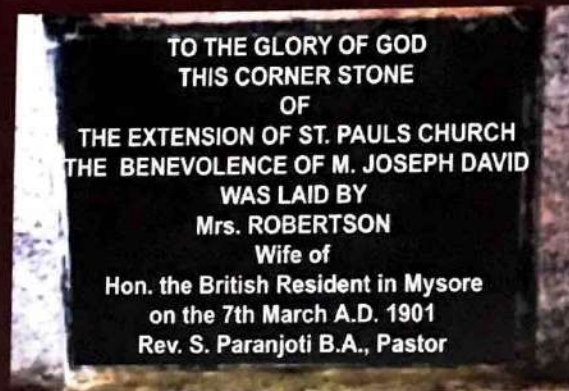 TO THE GLORY OF GOD
THIS CORNER STONE
OF
THE EXTENSION OF ST. PAULS CHURCH
THE BENEVOLENCE OF M. JOSEPH DAVID
WAS LAID BY
Mrs. ROBERTSON
Wife of
Hon. the British Resident in Mysore
on the 7th March A.D. 1901
Rev. S. Paranjoti B.A., Pastor